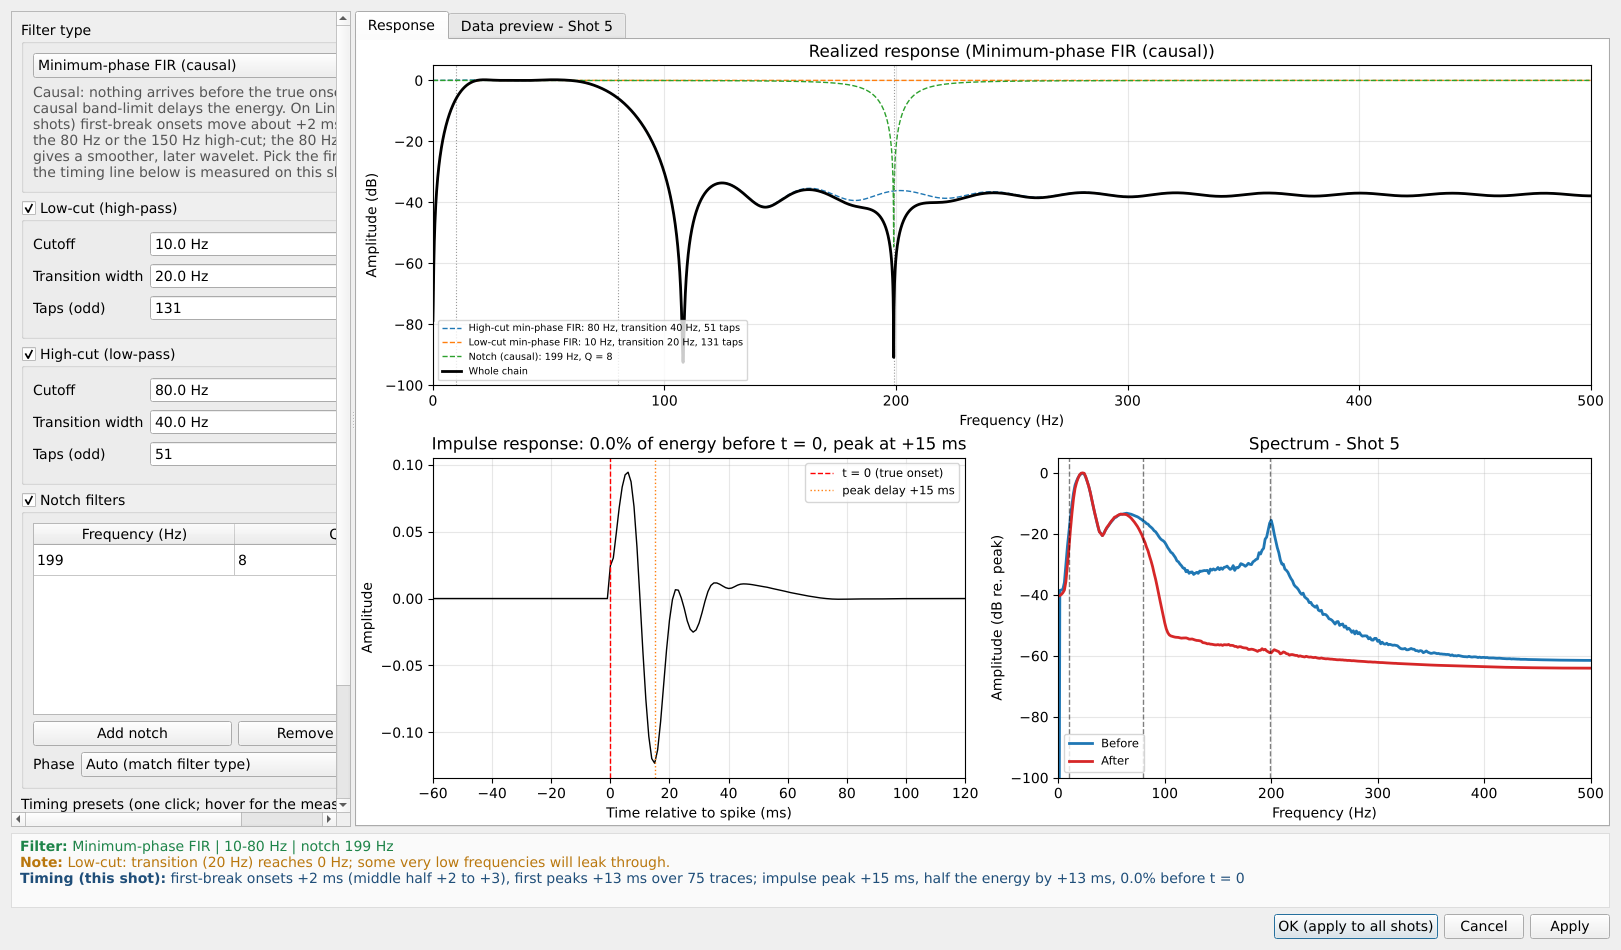 Filter type
Minimum-phase FIR (causal)
Causal: nothing arrives before the true onse
causal band-limit delays the energy. On Lin
shots) first-break onsets move about +2 ms
the 80 Hz or the 150 Hz high-cut; the 80 Hz
gives a smoother, later wavelet. Pick the fir
the timing line below is measured on this sl
Low-cut (high-pass)
Cutoff 10.0 Hz
Transition width 20.0 Hz
Taps (odd) 131
High-cut (low-pass)
Cutoff 80.0 Hz
Transition width 40.0 Hz
Taps (odd) 51
Notch filters
Frequency (Hz) Q
199 8
Add notch Remove
Phase Auto (match filter type)
Timing presets (one click; hover for the meas
Response Data preview - Shot 5
Realized response (Minimum-phase FIR (causal))
Amplitude (dB)
0
−20
−40
−60
−80
−100
High-cut min-phase FIR: 80 Hz, transition 40 Hz, 51 taps
Low-cut min-phase FIR: 10 Hz, transition 20 Hz, 131 taps
Notch (causal): 199 Hz, Q = 8
Whole chain
0 100 200 300 400 500
Frequency (Hz)
Impulse response: 0.0% of energy before t = 0, peak at +15 ms
Amplitude
0.10
0.05
0.00
−0.05
−0.10
t = 0 (true onset)
peak delay +15 ms
−60 −40 −20 0 20 40 60 80 100 120
Time relative to spike (ms)
Spectrum - Shot 5
Amplitude (dB re. peak)
0
−20
−40
−60
−80
−100
Before
After
0 100 200 300 400 500
Frequency (Hz)
Filter: Minimum-phase FIR | 10-80 Hz | notch 199 Hz
Note: Low-cut: transition (20 Hz) reaches 0 Hz; some very low frequencies will leak through.
Timing (this shot): first-break onsets +2 ms (middle half +2 to +3), first peaks +13 ms over 75 traces; impulse peak +15 ms, half the energy by +13 ms, 0.0% before t = 0
OK (apply to all shots) Cancel Apply